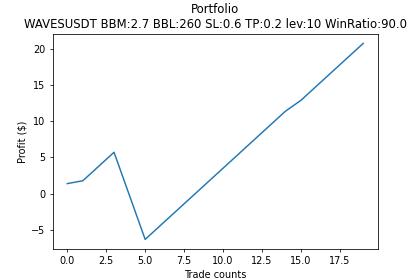 Portfolio
WAVESUSDT BBM:2.7 BBL:260 SL:0.6 TP:0.2 lev:10 WinRatio:90.0
20
15
10
5
0
−5
Profit ($)
0.0 2.5 5.0 7.5 10.0 12.5 15.0 17.5
Trade counts